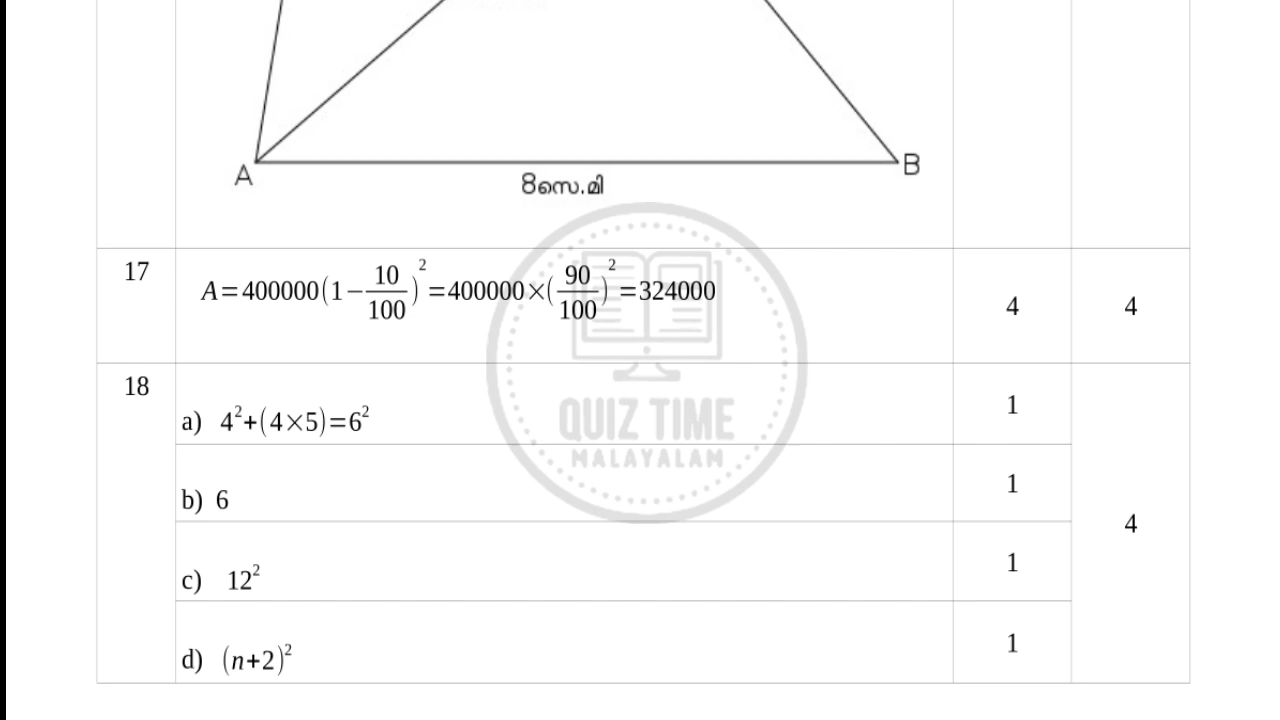 A
B
8സെ.മി
17
A=400000(1−10/100)²=400000×(90/100)²=324000
4
4
18
a) 4²+(4×5)=6²
1
b) 6
1
4
c) 12²
1
d) (n+2)²
1
QUIZ TIME
MALAYALAM